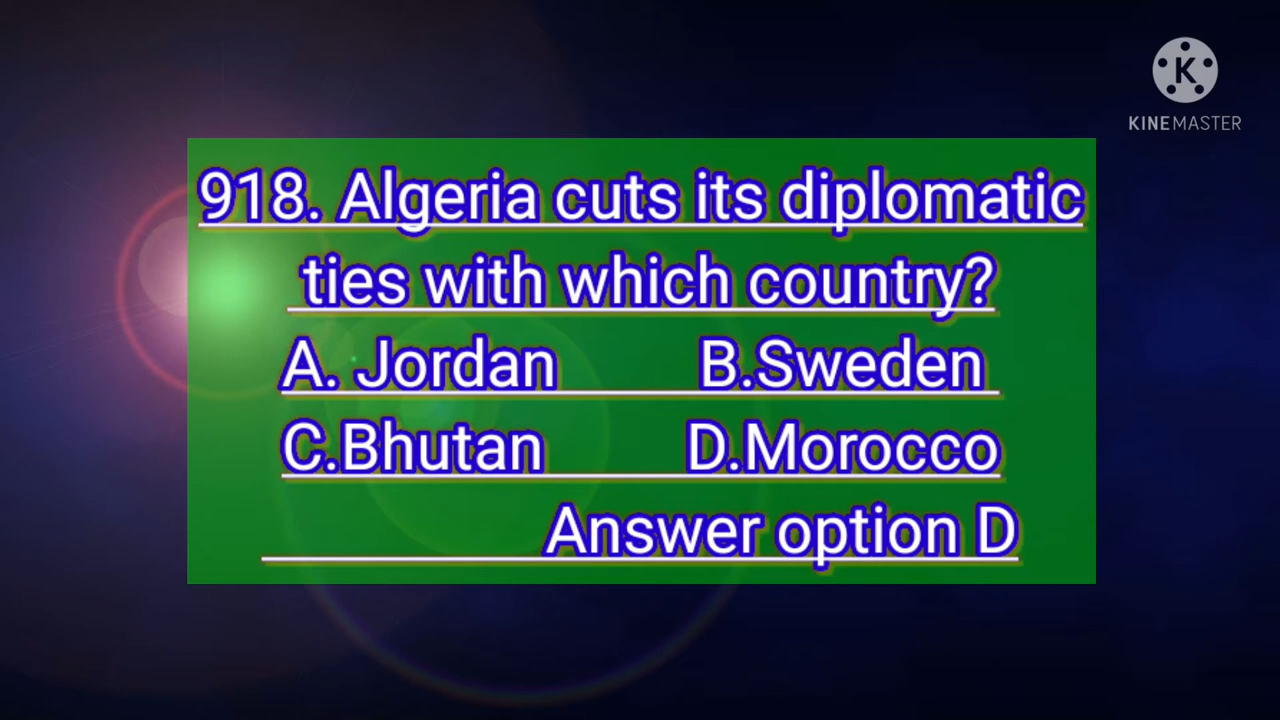 KINEMASTER
918. Algeria cuts its diplomatic
ties with which country?
A. Jordan B.Sweden
C.Bhutan D.Morocco
Answer option D